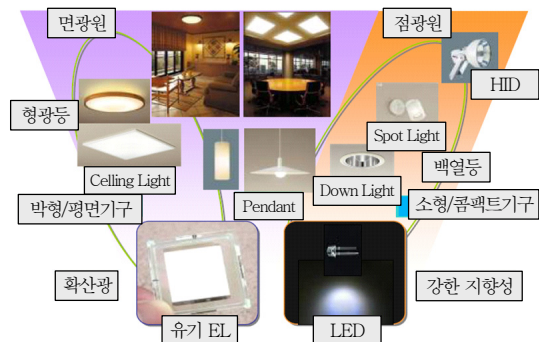 면광원
점광원
HID
형광등
Spot Light
백열등
Celling Light
Pendant
Down Light
박형/평면기구
소형/콤팩트기구
확산광
강한 지향성
유기 EL
LED